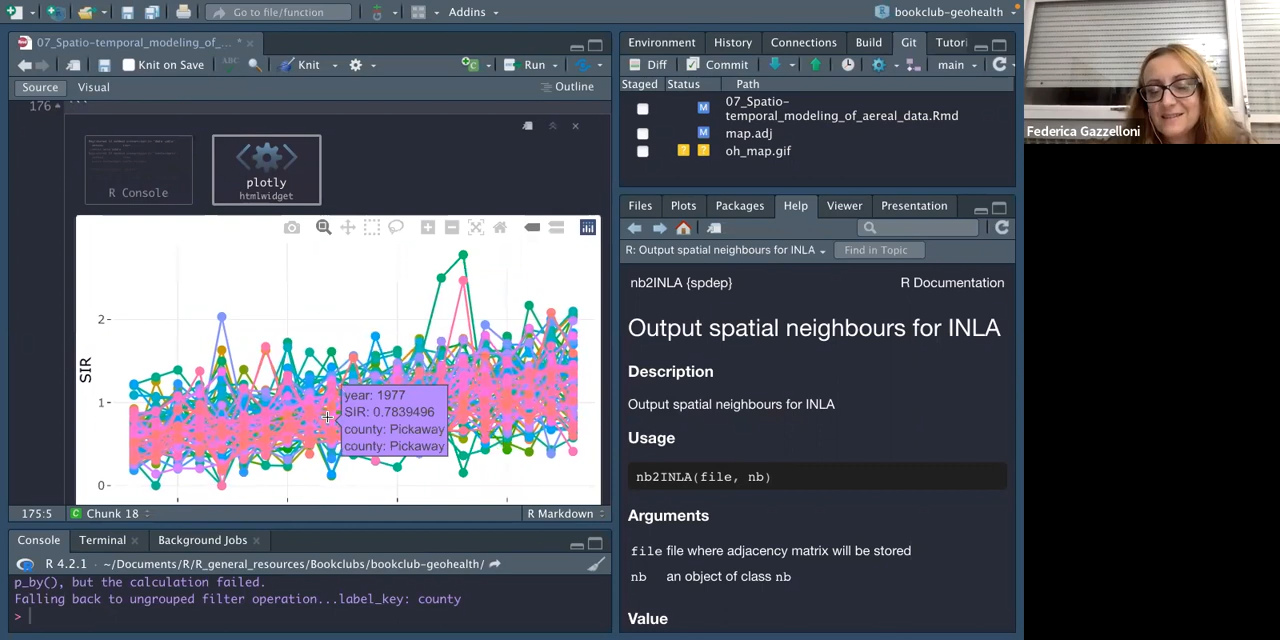 Go to file/function
Addins
bookclub-geohealth
07_Spatio-temporal_modeling_of_... *
Knit on Save
ABC
Knit
Run
Source
Visual
Outline
176
R Console
plotly
htmlwidget
SIR
2
1
0
year: 1977
SIR: 0.7839496
county: Pickaway
county: Pickaway
175:5
Chunk 18
R Markdown
Console
Terminal
Background Jobs
R 4.2.1 · ~/Documents/R/R_general_resources/Bookclubs/bookclub-geohealth/
p_by(), but the calculation failed.
Falling back to ungrouped filter operation...label_key: county
>
Environment
History
Connections
Build
Git
Tutori
Diff
Commit
main
Staged
Status
Path
M
07_Spatio-
temporal_modeling_of_aereal_data.Rmd
M
map.adj
? ?
oh_map.gif
Files
Plots
Packages
Help
Viewer
Presentation
R: Output spatial neighbours for INLA
Find in Topic
nb2INLA {spdep}
R Documentation
Output spatial neighbours for INLA
Description
Output spatial neighbours for INLA
Usage
nb2INLA(file, nb)
Arguments
file file where adjacency matrix will be stored
nb an object of class nb
Value
Federica Gazzelloni